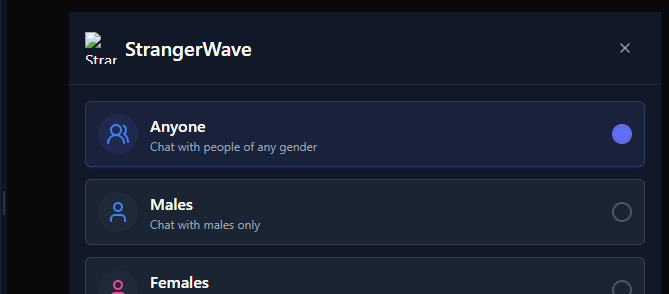 Strar
StrangerWave
Anyone
Chat with people of any gender
Males
Chat with males only
Females